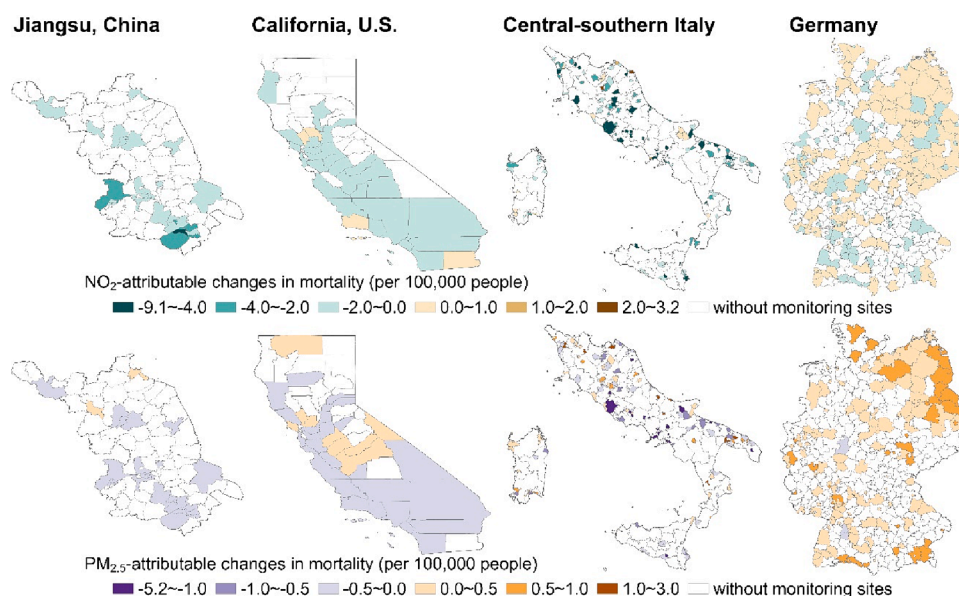 Jiangsu, China California, U.S. Central-southern Italy Germany
NO₂-attributable changes in mortality (per 100,000 people)
-9.1~-4.0 -4.0~-2.0 -2.0~0.0 0.0~1.0 1.0~2.0 2.0~3.2 without monitoring sites
PM₂.₅-attributable changes in mortality (per 100,000 people)
-5.2~-1.0 -1.0~-0.5 -0.5~0.0 0.0~0.5 0.5~1.0 1.0~3.0 without monitoring sites